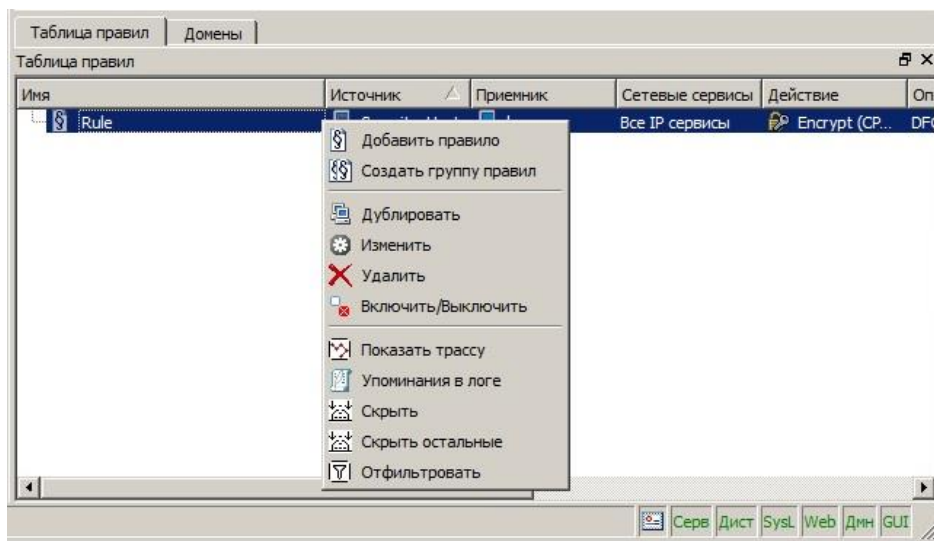 Таблица правил Домены
Таблица правил
Имя Источник Приемник Сетевые сервисы Действие Оп
Rule Все IP сервисы Encrypt (CP... DFC
Добавить правило
Создать группу правил
Дублировать
Изменить
Удалить
Включить/Выключить
Показать трассу
Упоминания в логе
Скрыть
Скрыть остальные
Отфильтровать
Серв Дист SysL Web Дмн GUI